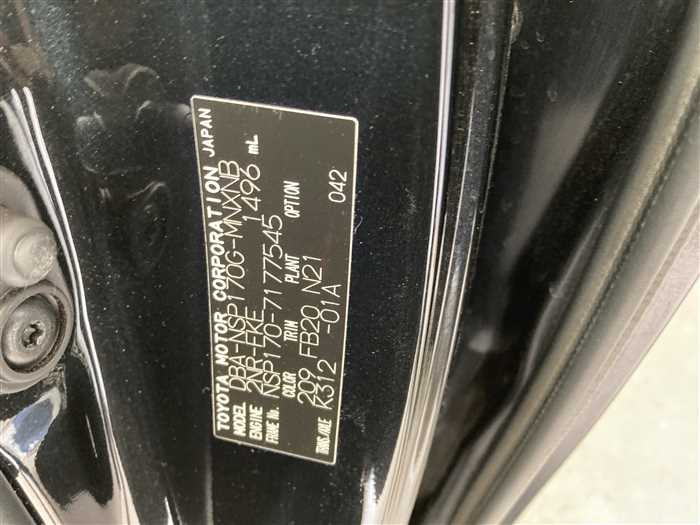 TOYOTA MOTOR CORPORATION JAPAN
MODEL DBA-NSP170G-MNXNB
ENGINE 2NR-FKE 1496 mL
FRAME No. NSP170-7177545
COLOR TRIM PLANT OPTION
209 FB20 N21 042
TRANS./AXLE K312 -01A